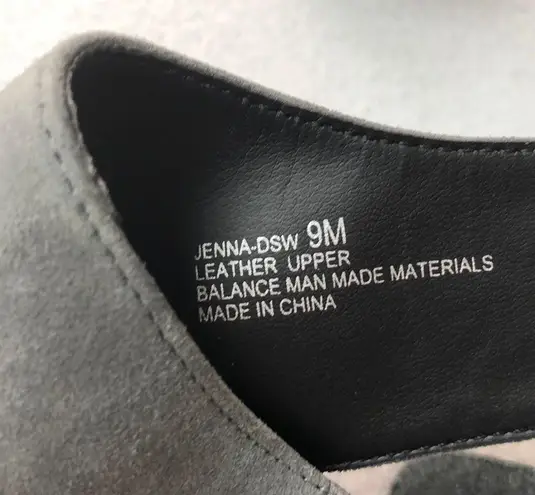 JENNA-DSW 9M
LEATHER UPPER
BALANCE MAN MADE MATERIALS
MADE IN CHINA